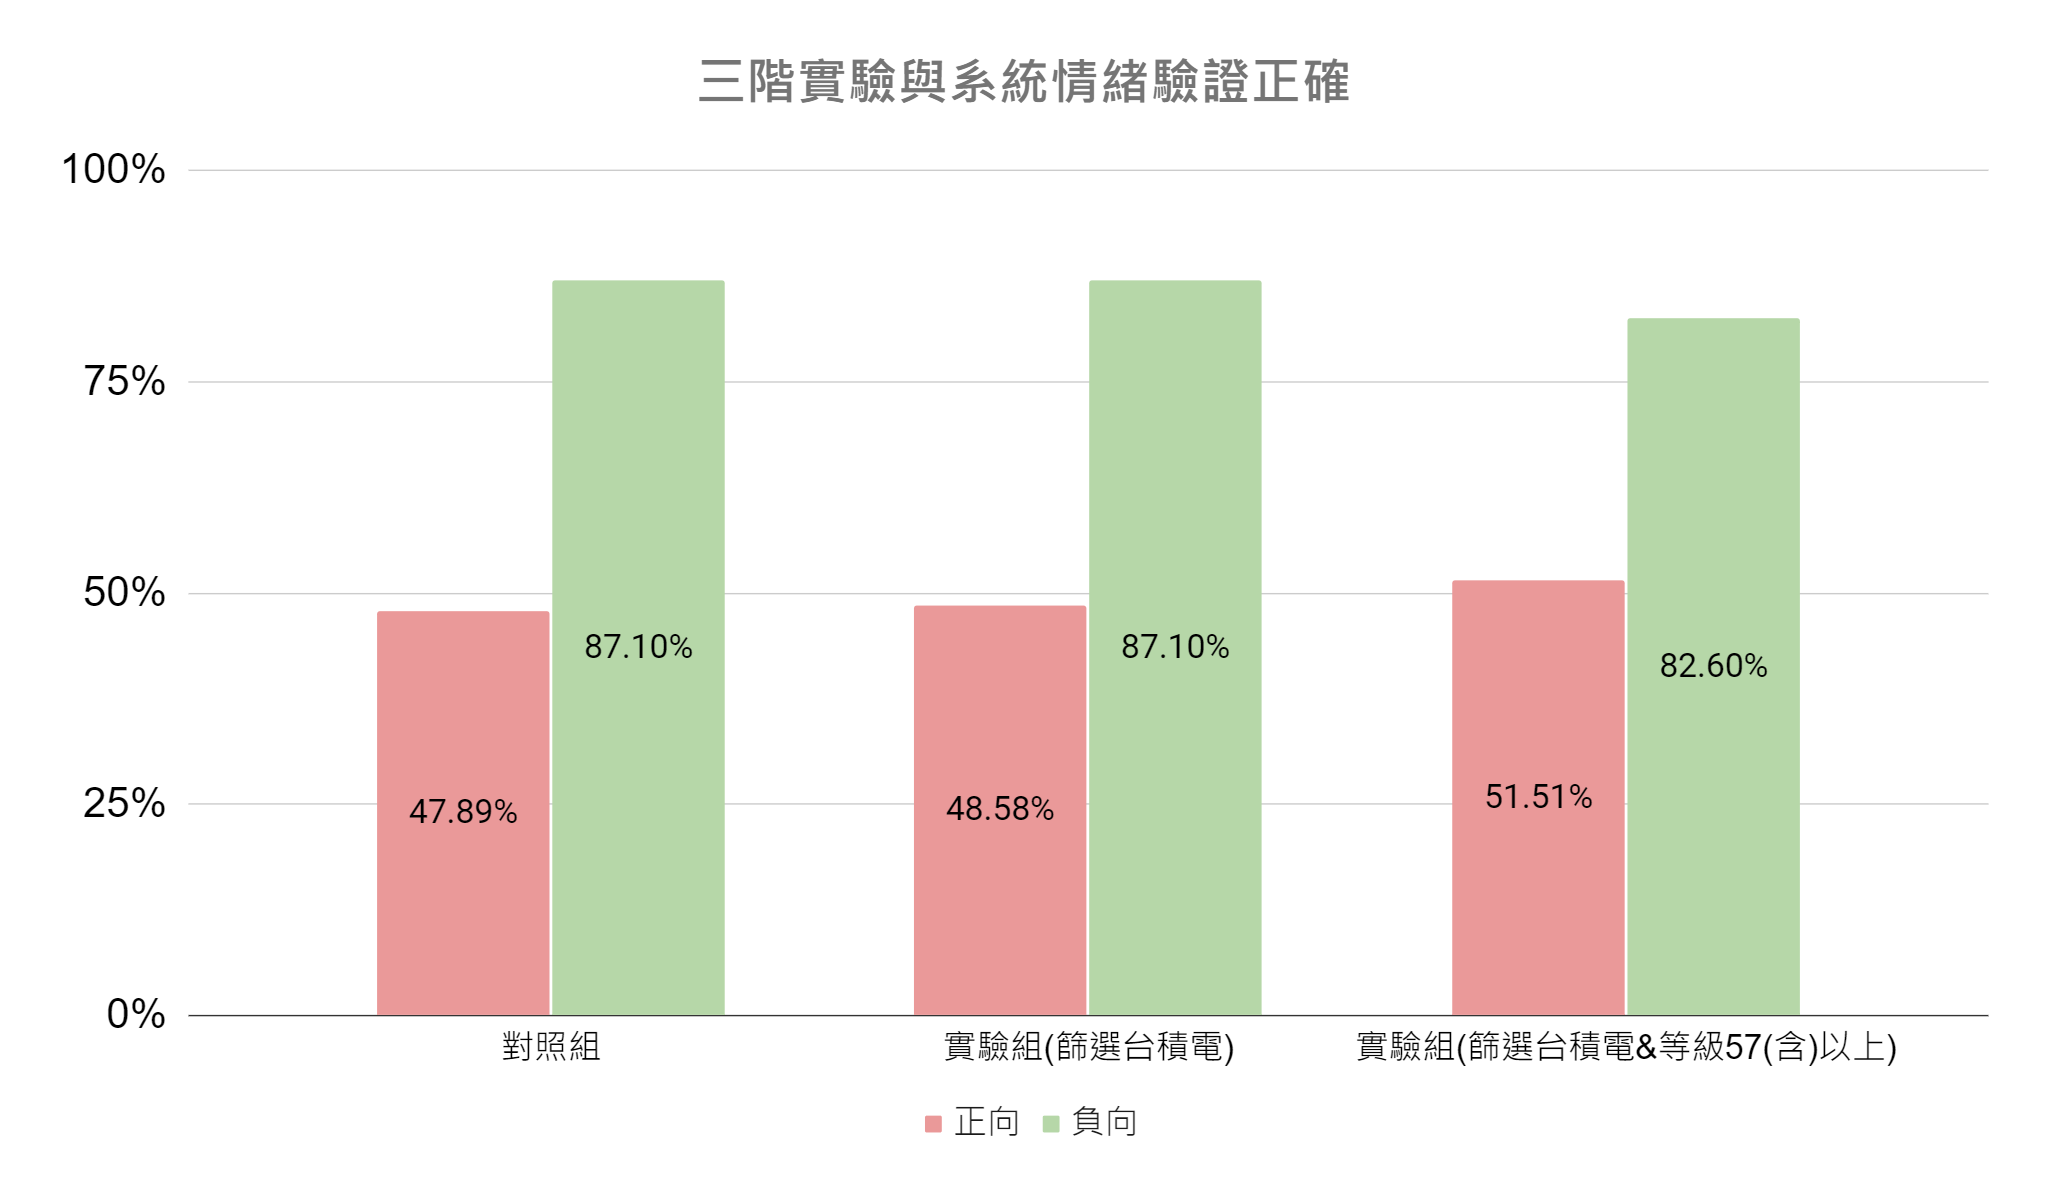 三階實驗與系統情緒驗證正確
100%
75%
50%
25%
0%
47.89%
87.10%
48.58%
87.10%
51.51%
82.60%
對照組
實驗組(篩選台積電)
實驗組(篩選台積電&等級57(含)以上)
正向
負向